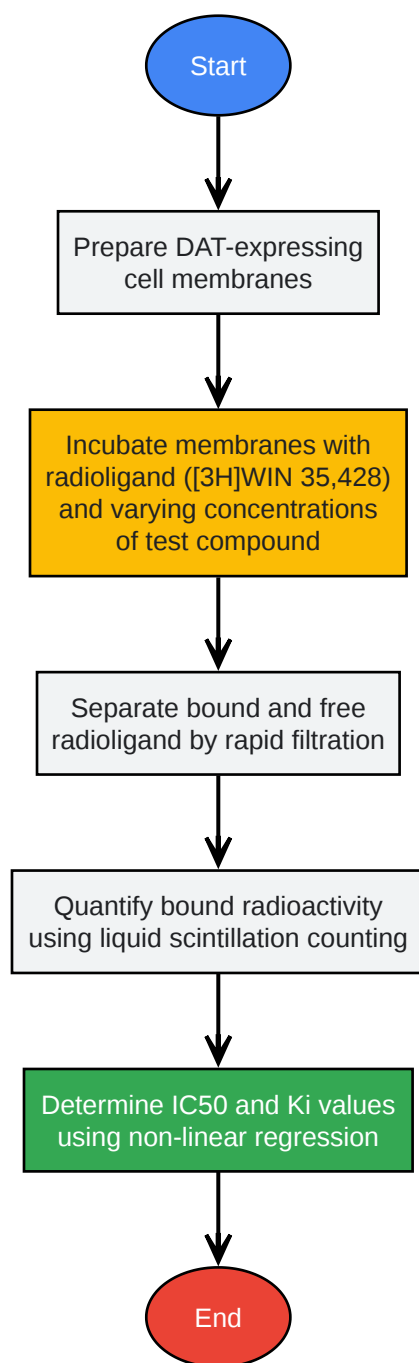 Start
Prepare DAT-expressing
cell membranes
Incubate membranes with
radioligand ([3H]WIN 35,428)
and varying concentrations
of test compound
Separate bound and free
radioligand by rapid filtration
Quantify bound radioactivity
using liquid scintillation counting
Determine IC50 and Ki values
using non-linear regression
End